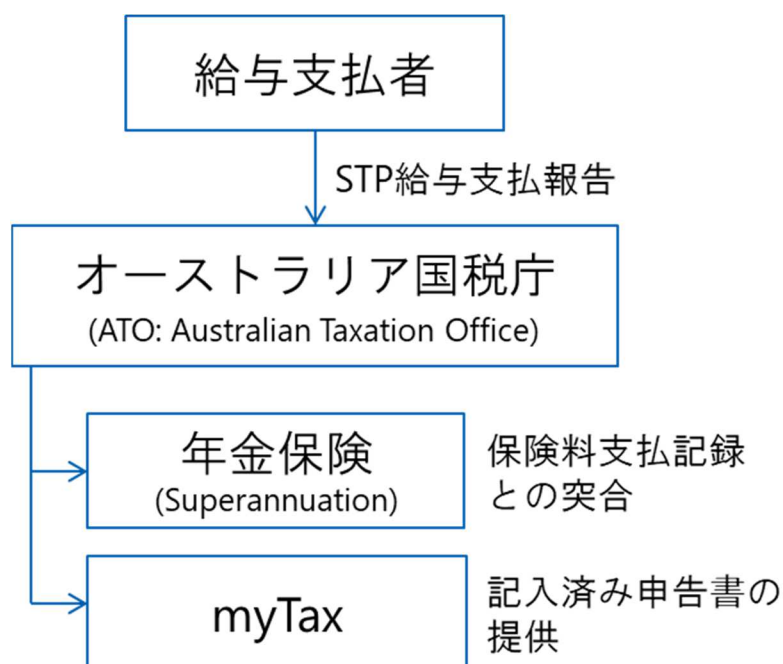 給与支払者
STP給与支払報告
オーストラリア国税庁
(ATO: Australian Taxation Office)
年金保険
(Superannuation)
保険料支払記録
との突合
myTax
記入済み申告書の
提供